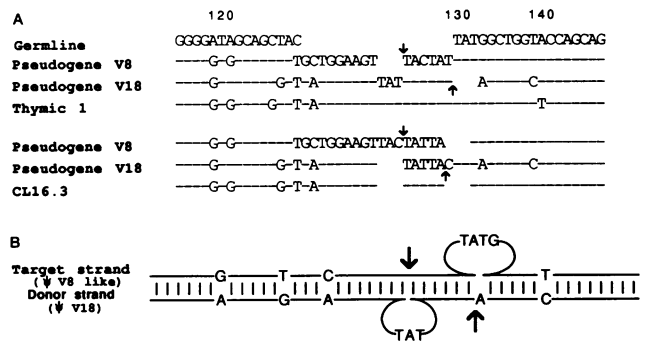 A
120 130 140
Germline GGGGATAGCAGCTAC TATGGCTGGTACCAGCAG
Pseudogene V8 -----G-G-------TGCTGGAAGT TACTAT------------------
Pseudogene V18 -----G-G-----G-T-A-------TAT------ ---A-----C--------
Thymic 1 -----G-G----G-T-A---------------------------T-------
Pseudogene V8 -----G-G-------TGCTGGAAGTTACTATTA ----------------
Pseudogene V18 -----G-G-----G-T-A------- TATTAC--A-----C--------
CL16.3 -----G-G-----G-T-A------- ----- ----------------
B
TATG
Target strand
(ψ V8 like)
G T C T
Donor strand
(ψ V18)
A G A A C
TAT